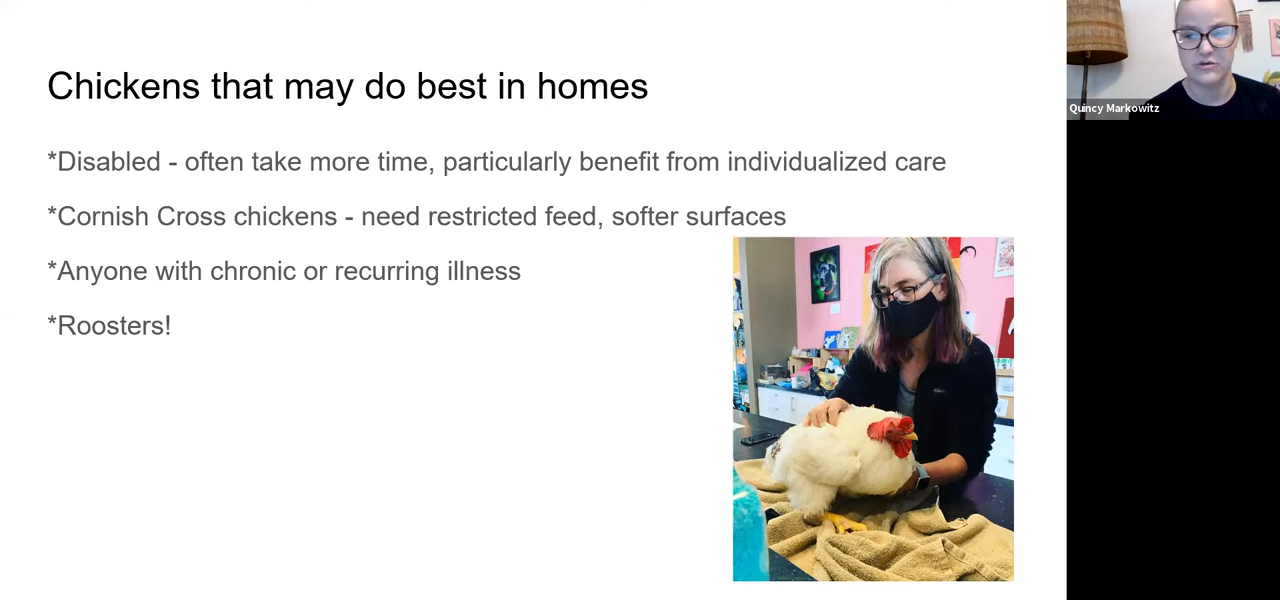 Chickens that may do best in homes
*Disabled - often take more time, particularly benefit from individualized care
*Cornish Cross chickens - need restricted feed, softer surfaces
*Anyone with chronic or recurring illness
*Roosters!
Quincy Markowitz